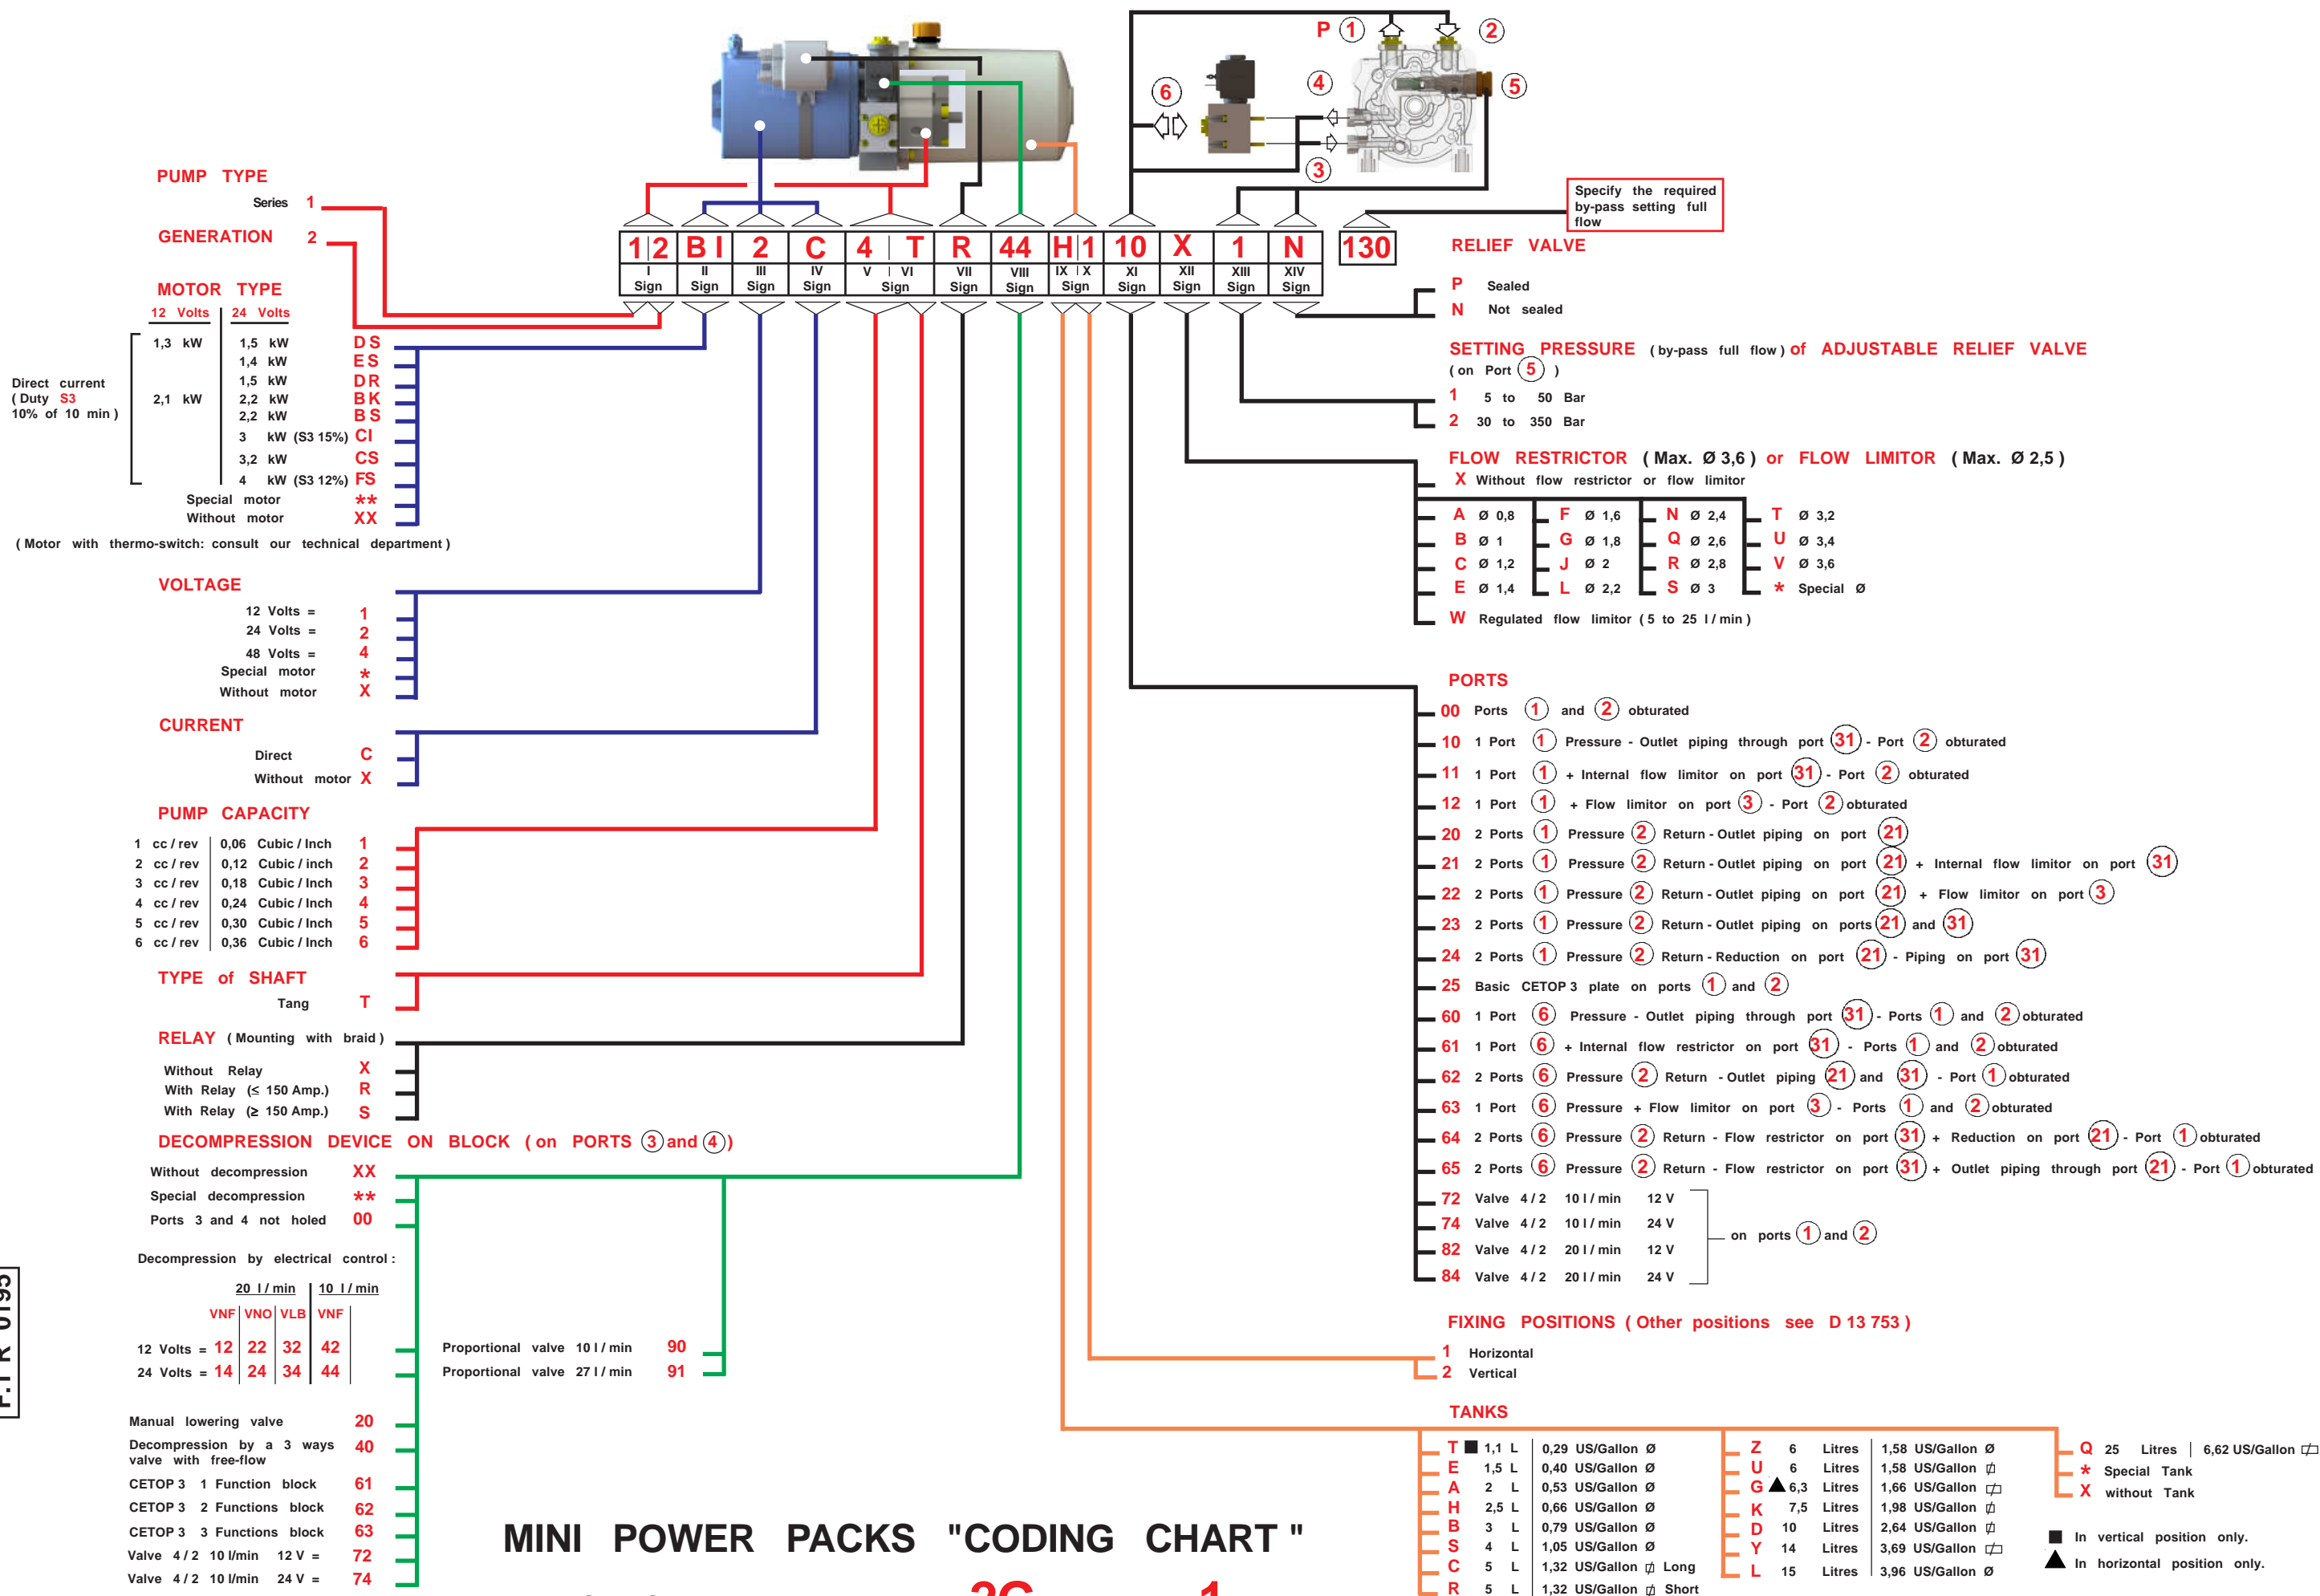 P 1 2
4 5
6
3
PUMP TYPE
Series 1
GENERATION 2
Specify the required
by-pass setting full
flow
1 2 BI 2 C 4 T R 44 H 1 10 X 1 N 130
I II III IV V VI VII VIII IX X XI XII XIII XIV
Sign Sign Sign Sign Sign Sign Sign Sign Sign Sign Sign Sign
MOTOR TYPE
12 Volts 24 Volts
1,3 kW 1,5 kW DS
1,4 kW ES
1,5 kW DR
2,1 kW 2,2 kW BK
2,2 kW BS
3 kW (S3 15%) CI
3,2 kW CS
4 kW (S3 12%) FS
Direct current
( Duty S3
10% of 10 min )
Special motor **
Without motor XX
( Motor with thermo-switch: consult our technical department )
VOLTAGE
12 Volts = 1
24 Volts = 2
48 Volts = 4
Special motor *
Without motor X
CURRENT
Direct C
Without motor X
PUMP CAPACITY
1 cc / rev 0,06 Cubic / Inch 1
2 cc / rev 0,12 Cubic / inch 2
3 cc / rev 0,18 Cubic / Inch 3
4 cc / rev 0,24 Cubic / Inch 4
5 cc / rev 0,30 Cubic / Inch 5
6 cc / rev 0,36 Cubic / Inch 6
TYPE of SHAFT
Tang T
RELAY ( Mounting with braid )
Without Relay X
With Relay (≤ 150 Amp.) R
With Relay (≥ 150 Amp.) S
DECOMPRESSION DEVICE ON BLOCK ( on PORTS 3 and 4 )
Without decompression XX
Special decompression **
Ports 3 and 4 not holed 00
Decompression by electrical control :
20 l / min 10 l / min
VNF VNO VLB VNF
12 Volts = 12 22 32 42
24 Volts = 14 24 34 44
Proportional valve 10 l / min 90
Proportional valve 27 l / min 91
Manual lowering valve 20
Decompression by a 3 ways 40
valve with free-flow
CETOP 3 1 Function block 61
CETOP 3 2 Functions block 62
CETOP 3 3 Functions block 63
Valve 4 / 2 10 l/min 12 V = 72
Valve 4 / 2 10 l/min 24 V = 74
RELIEF VALVE
P Sealed
N Not sealed
SETTING PRESSURE ( by-pass full flow ) of ADJUSTABLE RELIEF VALVE
( on Port 5 )
1 5 to 50 Bar
2 30 to 350 Bar
FLOW RESTRICTOR ( Max. Ø 3,6 ) or FLOW LIMITOR ( Max. Ø 2,5 )
X Without flow restrictor or flow limitor
A Ø 0,8 F Ø 1,6 N Ø 2,4 T Ø 3,2
B Ø 1 G Ø 1,8 Q Ø 2,6 U Ø 3,4
C Ø 1,2 J Ø 2 R Ø 2,8 V Ø 3,6
E Ø 1,4 L Ø 2,2 S Ø 3 * Special Ø
W Regulated flow limitor ( 5 to 25 l / min )
PORTS
00 Ports 1 and 2 obturated
10 1 Port 1 Pressure - Outlet piping through port 31 - Port 2 obturated
11 1 Port 1 + Internal flow limitor on port 31 - Port 2 obturated
12 1 Port 1 + Flow limitor on port 3 - Port 2 obturated
20 2 Ports 1 Pressure 2 Return - Outlet piping on port 21
21 2 Ports 1 Pressure 2 Return - Outlet piping on port 21 + Internal flow limitor on port 31
22 2 Ports 1 Pressure 2 Return - Outlet piping on port 21 + Flow limitor on port 3
23 2 Ports 1 Pressure 2 Return - Outlet piping on ports 21 and 31
24 2 Ports 1 Pressure 2 Return - Reduction on port 21 - Piping on port 31
25 Basic CETOP 3 plate on ports 1 and 2
60 1 Port 6 Pressure - Outlet piping through port 31 - Ports 1 and 2 obturated
61 1 Port 6 + Internal flow restrictor on port 31 - Ports 1 and 2 obturated
62 2 Ports 6 Pressure 2 Return - Outlet piping 21 and 31 - Port 1 obturated
63 1 Port 6 Pressure + Flow limitor on port 3 - Ports 1 and 2 obturated
64 2 Ports 6 Pressure 2 Return - Flow restrictor on port 31 + Reduction on port 21 - Port 1 obturated
65 2 Ports 6 Pressure 2 Return - Flow restrictor on port 31 + Outlet piping through port 21 - Port 1 obturated
72 Valve 4 / 2 10 l / min 12 V
74 Valve 4 / 2 10 l / min 24 V
82 Valve 4 / 2 20 l / min 12 V
84 Valve 4 / 2 20 l / min 24 V
on ports 1 and 2
FIXING POSITIONS ( Other positions see D 13 753 )
1 Horizontal
2 Vertical
TANKS
T ■ 1,1 L 0,29 US/Gallon Ø
E 1,5 L 0,40 US/Gallon Ø
A 2 L 0,53 US/Gallon Ø
H 2,5 L 0,66 US/Gallon Ø
B 3 L 0,79 US/Gallon Ø
S 4 L 1,05 US/Gallon Ø
C 5 L 1,32 US/Gallon Long
R 5 L 1,32 US/Gallon Short
Z 6 Litres 1,58 US/Gallon Ø
U 6 Litres 1,58 US/Gallon
G ▲ 6,3 Litres 1,66 US/Gallon
K 7,5 Litres 1,98 US/Gallon
D 10 Litres 2,64 US/Gallon
Y 14 Litres 3,69 US/Gallon
L 15 Litres 3,96 US/Gallon Ø
Q 25 Litres 6,62 US/Gallon
* Special Tank
X without Tank
■ In vertical position only.
▲ In horizontal position only.
MINI POWER PACKS "CODING CHART "